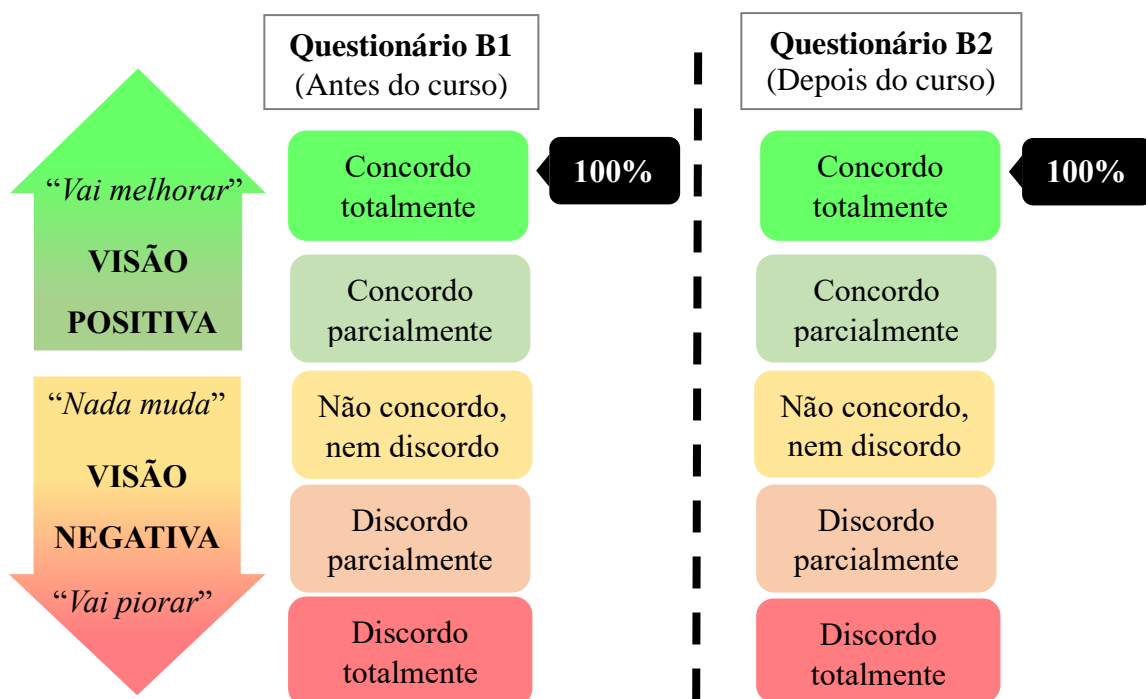 Questionário B1
(Antes do curso)
Questionário B2
(Depois do curso)
“Vai melhorar”
VISÃO
POSITIVA
“Nada muda”
VISÃO
NEGATIVA
“Vai piorar”
Concordo
totalmente
100%
Concordo
parcialmente
Não concordo,
nem discordo
Discordo
parcialmente
Discordo
totalmente
Concordo
totalmente
100%
Concordo
parcialmente
Não concordo,
nem discordo
Discordo
parcialmente
Discordo
totalmente